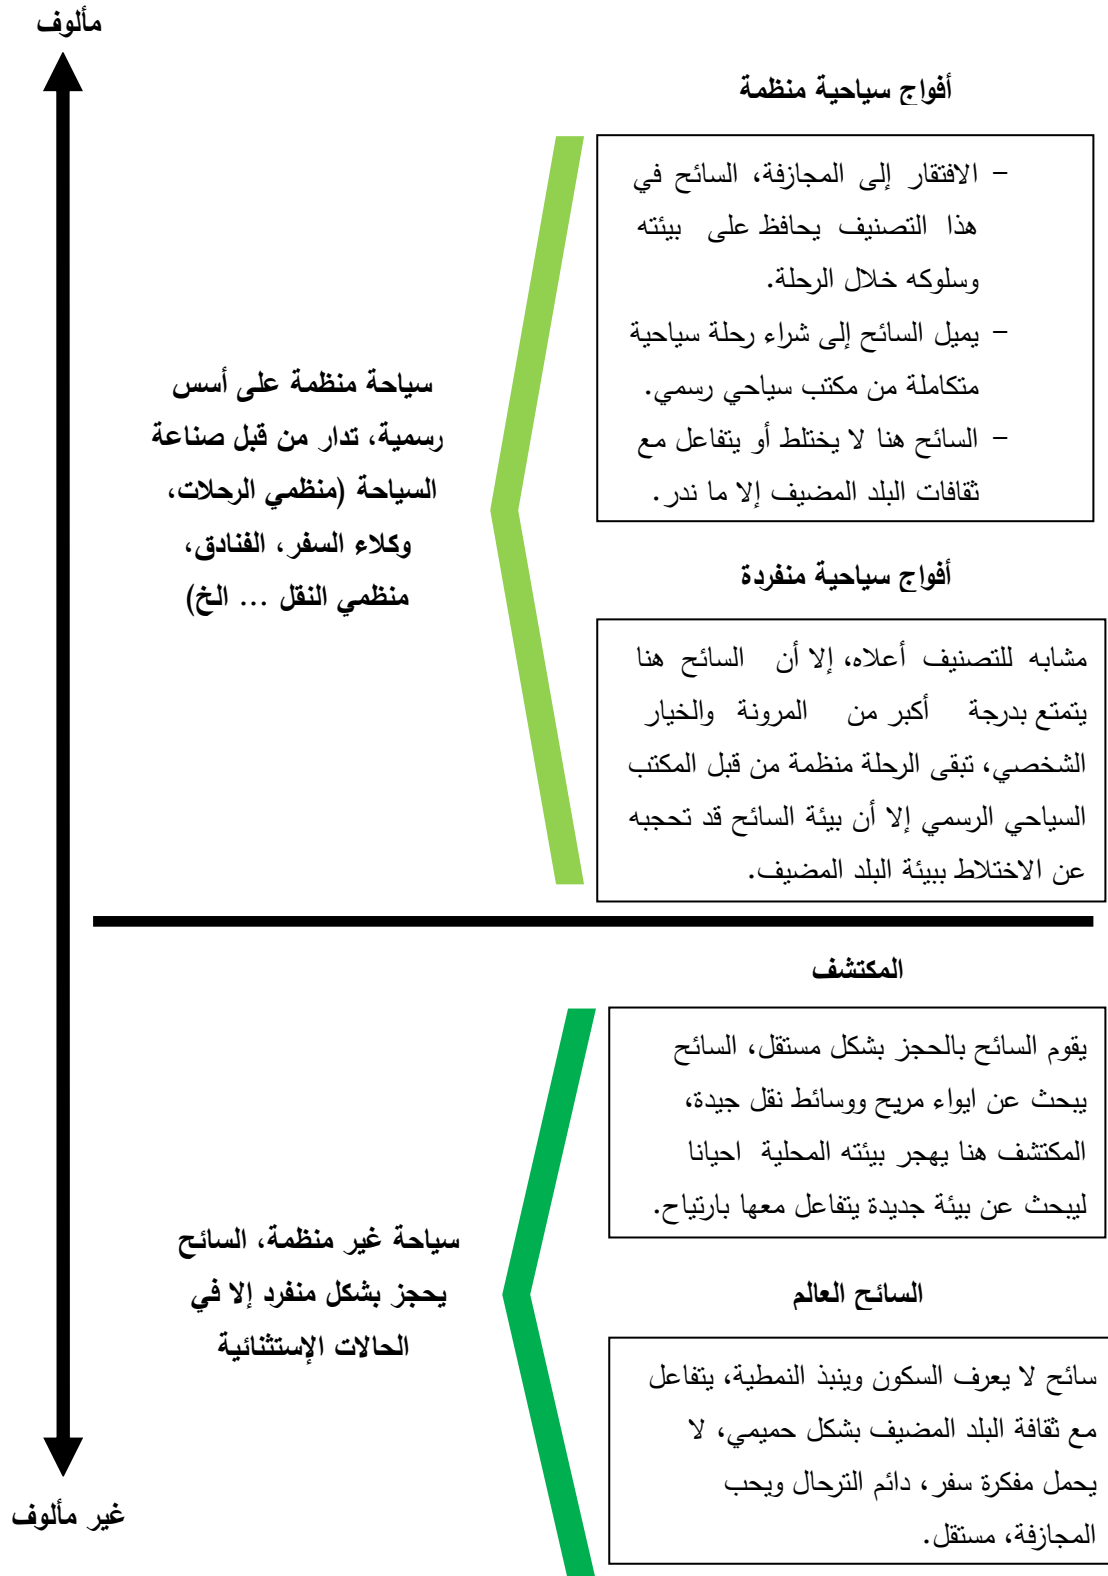 مألوف
أفواج سياحية منظمة
– الافتقار إلى المجازفة، السائح في
هذا التصنيف يحافظ على بيئته
وسلوكه خلال الرحلة.
– يميل السائح إلى شراء رحلة سياحية
متكاملة من مكتب سياحي رسمي.
– السائح هنا لا يختلط أو يتفاعل مع
ثقافات البلد المضيف إلا ما ندر.
سياحة منظمة على أسس
رسمية، تدار من قبل صناعة
السياحة (منظمي الرحلات،
وكلاء السفر، الفنادق،
منظمي النقل ... الخ)
أفواج سياحية منفردة
مشابه للتصنيف أعلاه، إلا أن السائح هنا
يتمتع بدرجة أكبر من المرونة والخيار
الشخصي، تبقى الرحلة منظمة من قبل المكتب
السياحي الرسمي إلا أن بيئة السائح قد تحجبه
عن الاختلاط ببيئة البلد المضيف.
المكتشف
يقوم السائح بالحجز بشكل مستقل، السائح
يبحث عن ايواء مريح ووسائط نقل جيدة،
المكتشف هنا يهجر بيئته المحلية احيانا
ليبحث عن بيئة جديدة يتفاعل معها بارتياح.
سياحة غير منظمة، السائح
يحجز بشكل منفرد إلا في
الحالات الإستثنائية
السائح العالم
سائح لا يعرف السكون وينبذ النمطية، يتفاعل
مع ثقافة البلد المضيف بشكل حميمي، لا
يحمل مفكرة سفر، دائم الترحال ويحب
المجازفة، مستقل.
غير مألوف